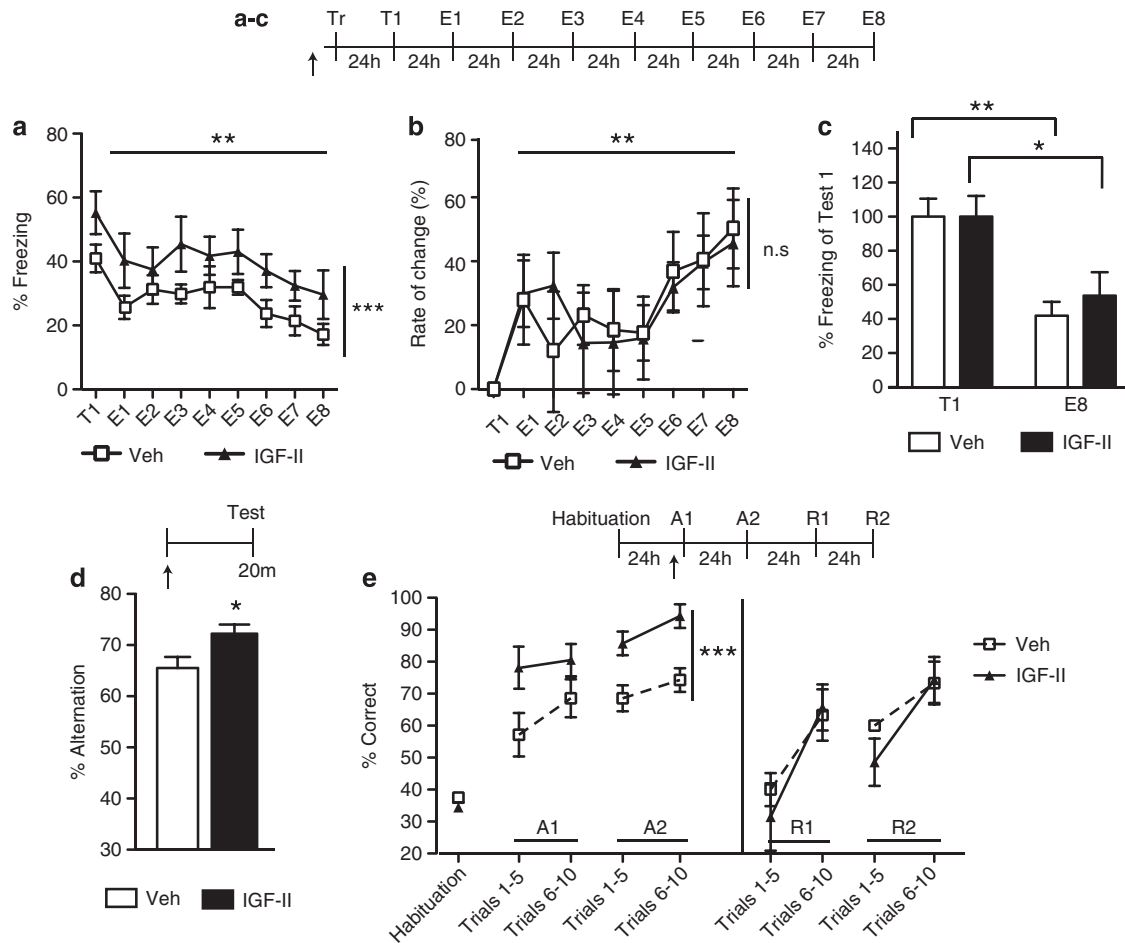 a-c Tr T1 E1 E2 E3 E4 E5 E6 E7 E8
24h 24h 24h 24h 24h 24h 24h 24h 24h
a
**
% Freezing
80
60
40
20
0
***
T1 E1 E2 E3 E4 E5 E6 E7 E8
Veh IGF-II
b
**
Rate of change (%)
80
60
40
20
0
n.s
T1 E1 E2 E3 E4 E5 E6 E7 E8
Veh IGF-II
c
**
*
% Freezing of Test 1
140
120
100
80
60
40
20
0
T1 E8
Veh IGF-II
Test
20m
d
*
% Alternation
80
70
60
50
40
30
Veh IGF-II
Habituation A1 A2 R1 R2
24h 24h 24h 24h
e
% Correct
100
90
80
70
60
50
40
30
20
***
Veh
IGF-II
A1 A2 R1 R2
Habituation
Trials 1-5
Trials 6-10
Trials 1-5
Trials 6-10
Trials 1-5
Trials 6-10
Trials 1-5
Trials 6-10